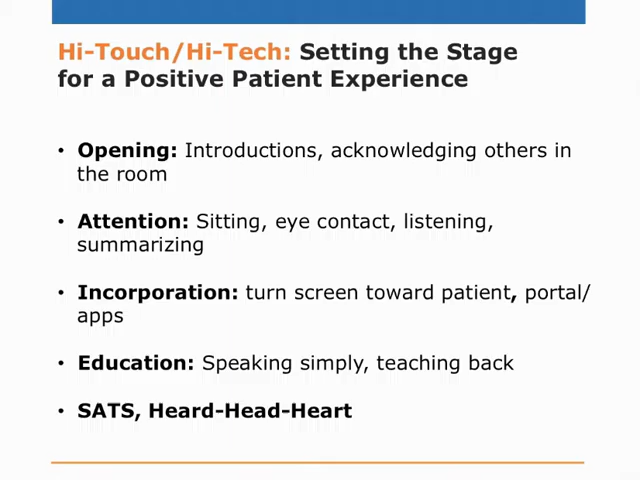 Hi-Touch/Hi-Tech: Setting the Stage
for a Positive Patient Experience
• Opening: Introductions, acknowledging others in
the room
• Attention: Sitting, eye contact, listening,
summarizing
• Incorporation: turn screen toward patient, portal/
apps
• Education: Speaking simply, teaching back
• SATS, Heard-Head-Heart